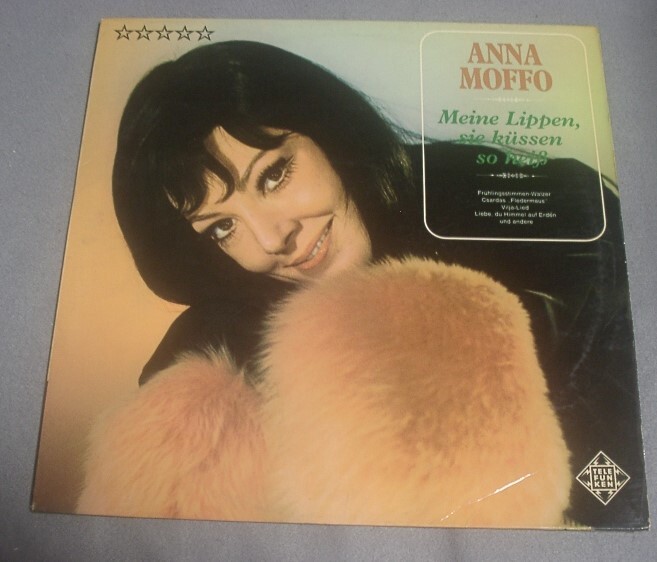 ANNA
MOFFO
Meine Lippen,
sie küssen
so heiß
Frühlingsstimmen-Walzer
Csardas „Fledermaus“
Vilja-Lied
Liebe, du Himmel auf Erden
und andere
TELE
FUN
KEN